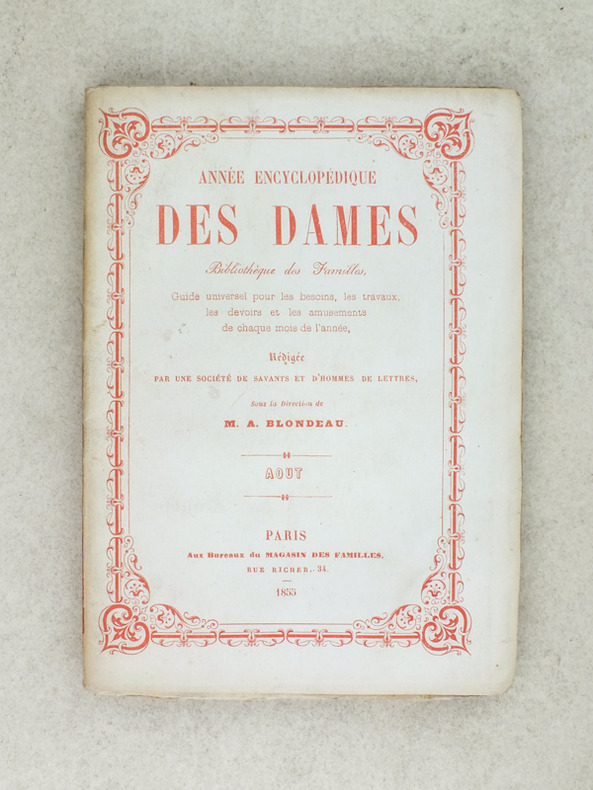 ANNÉE ENCYCLOPÉDIQUE
DES DAMES
Bibliothèque des Familles,
Guide universel pour les besoins, les travaux,
les devoirs et les amusements
de chaque mois de l'année,
Rédigée
PAR UNE SOCIÉTÉ DE SAVANTS ET D'HOMMES DE LETTRES,
Sous la Direction de
M. A. BLONDEAU.
AOUT
PARIS
Aux Bureaux du MAGASIN DES FAMILLES,
RUE RICHER, 34.
1855